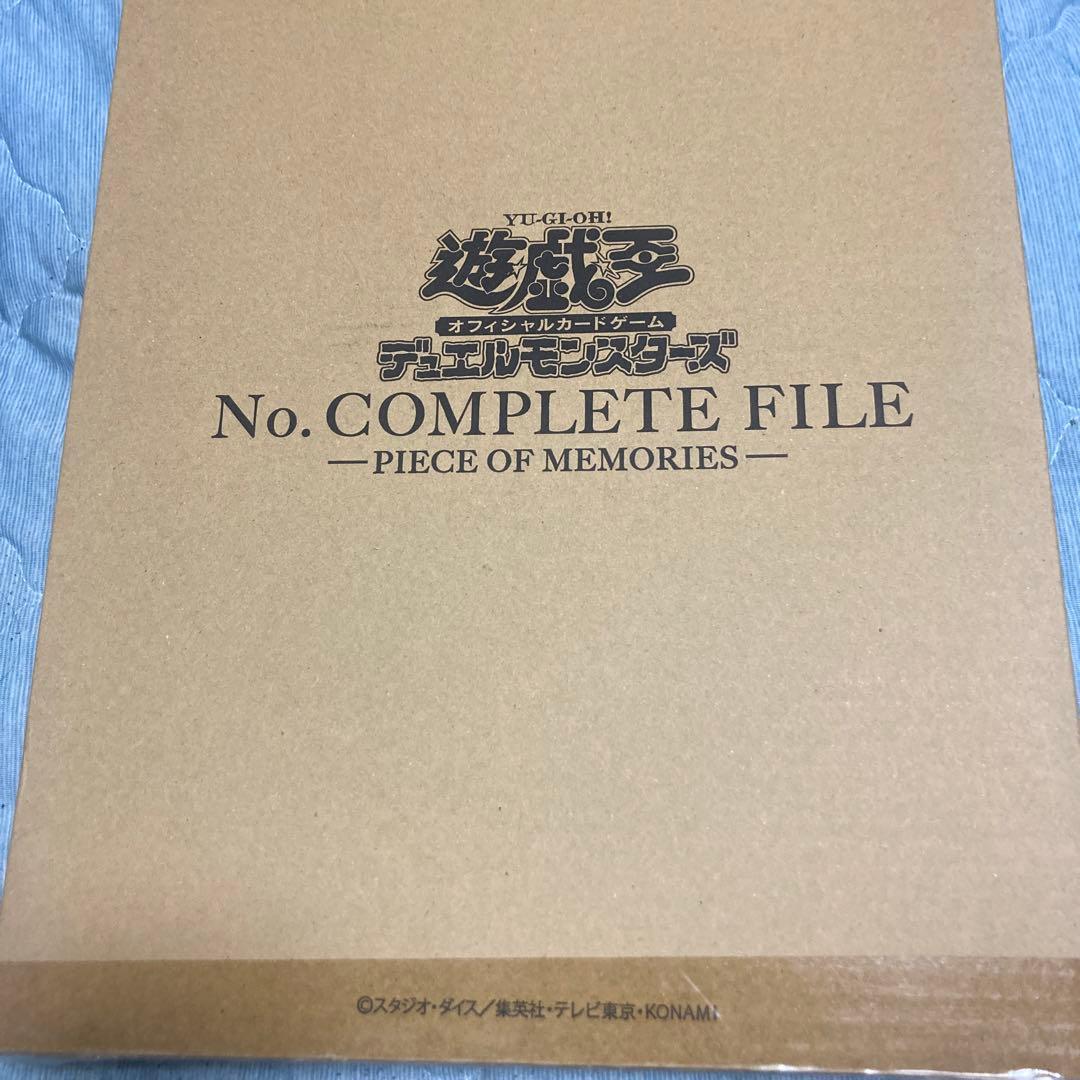 YU-GI-OH!
遊☆戯☆王
オフィシャルカードゲーム
デュエルモンスターズ
No. COMPLETE FILE
—PIECE OF MEMORIES—
©スタジオ・ダイス／集英社・テレビ東京・KONAMI